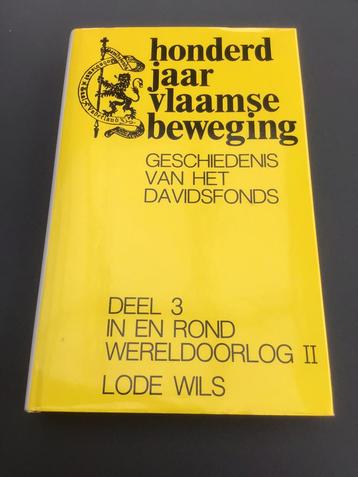 honderd
jaar
vlaamse
beweging
GESCHIEDENIS
VAN HET
DAVIDSFONDS
DEEL 3
IN EN ROND
WERELDOORLOG II
LODE WILS